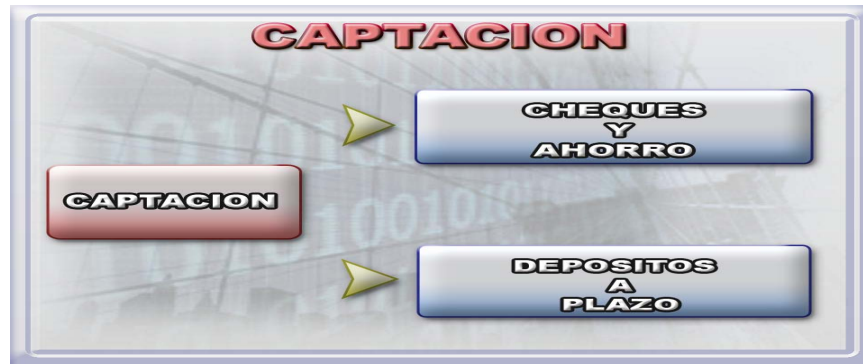 CAPTACION
CHEQUES
Y
AHORRO
CAPTACION
DEPOSITOS
A
PLAZO